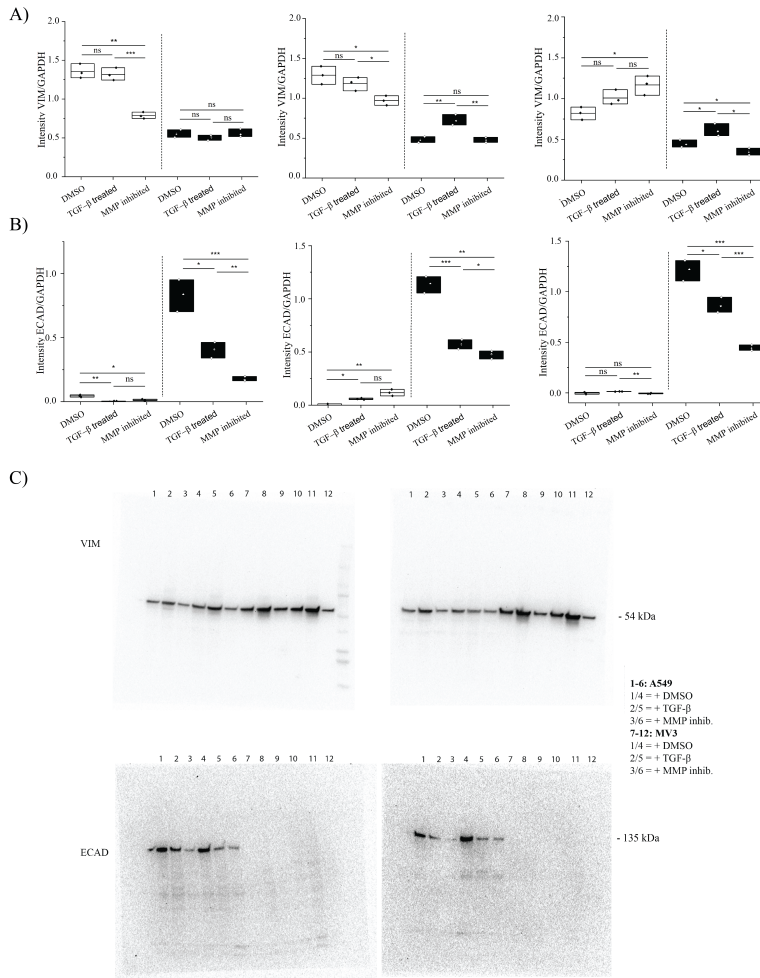 A)
Intensity VIM/GAPDH
2.0
1.5
1.0
0.5
0.0
**
ns
***
ns
ns
ns
DMSO
TGF–β treated
MMP inhibited
DMSO
TGF–β treated
MMP inhibited
Intensity VIM/GAPDH
2.0
1.5
1.0
0.5
0.0
*
ns
*
ns
**
**
DMSO
TGF–β treated
MMP inhibited
DMSO
TGF–β treated
MMP inhibited
Intensity VIM/GAPDH
2.0
1.5
1.0
0.5
0.0
*
ns
ns
*
*
*
DMSO
TGF–β treated
MMP inhibited
DMSO
TGF–β treated
MMP inhibited
B)
Intensity ECAD/GAPDH
1.0
0.5
0.0
*
**
ns
***
*
**
DMSO
TGF–β treated
MMP inhibited
DMSO
TGF–β treated
MMP inhibited
Intensity ECAD/GAPDH
1.5
1.0
0.5
0.0
**
*
ns
**
***
*
DMSO
TGF–β treated
MMP inhibited
DMSO
TGF–β treated
MMP inhibited
Intensity ECAD/GAPDH
1.5
1.0
0.5
0.0
ns
ns
**
***
*
***
DMSO
TGF–β treated
MMP inhibited
DMSO
TGF–β treated
MMP inhibited
C)
1 2 3 4 5 6 7 8 9 10 11 12
1 2 3 4 5 6 7 8 9 10 11 12
VIM
- 54 kDa
1-6: A549
1/4 = + DMSO
2/5 = + TGF-β
3/6 = + MMP inhib.
7-12: MV3
1/4 = + DMSO
2/5 = + TGF-β
3/6 = + MMP inhib.
1 2 3 4 5 6 7 8 9 10 11 12
1 2 3 4 5 6 7 8 9 10 11 12
ECAD
- 135 kDa